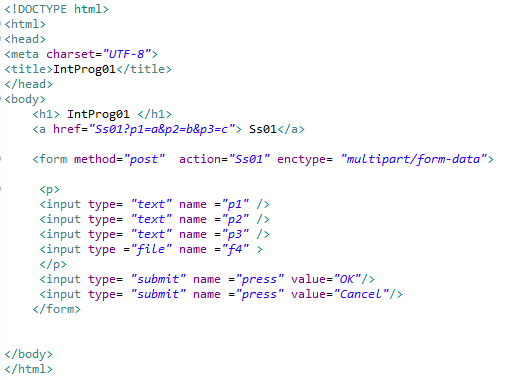 <!DOCTYPE html>
<html>
<head>
<meta charset="UTF-8">
<title>IntProg01</title>
</head>
<body>
    <h1> IntProg01 </h1>
    <a href="Ss01?p1=a&p2=b&p3=c"> Ss01</a>

    <form method="post"  action="Ss01" enctype= "multipart/form-data">

     <p>
     <input type= "text" name ="p1" />
     <input type= "text" name ="p2" />
     <input type= "text" name ="p3" />
     <input type ="file" name ="f4" >
     </p>
     <input type= "submit" name ="press" value="OK"/>
     <input type= "submit" name ="press" value="Cancel"/>
    </form>


</body>
</html>